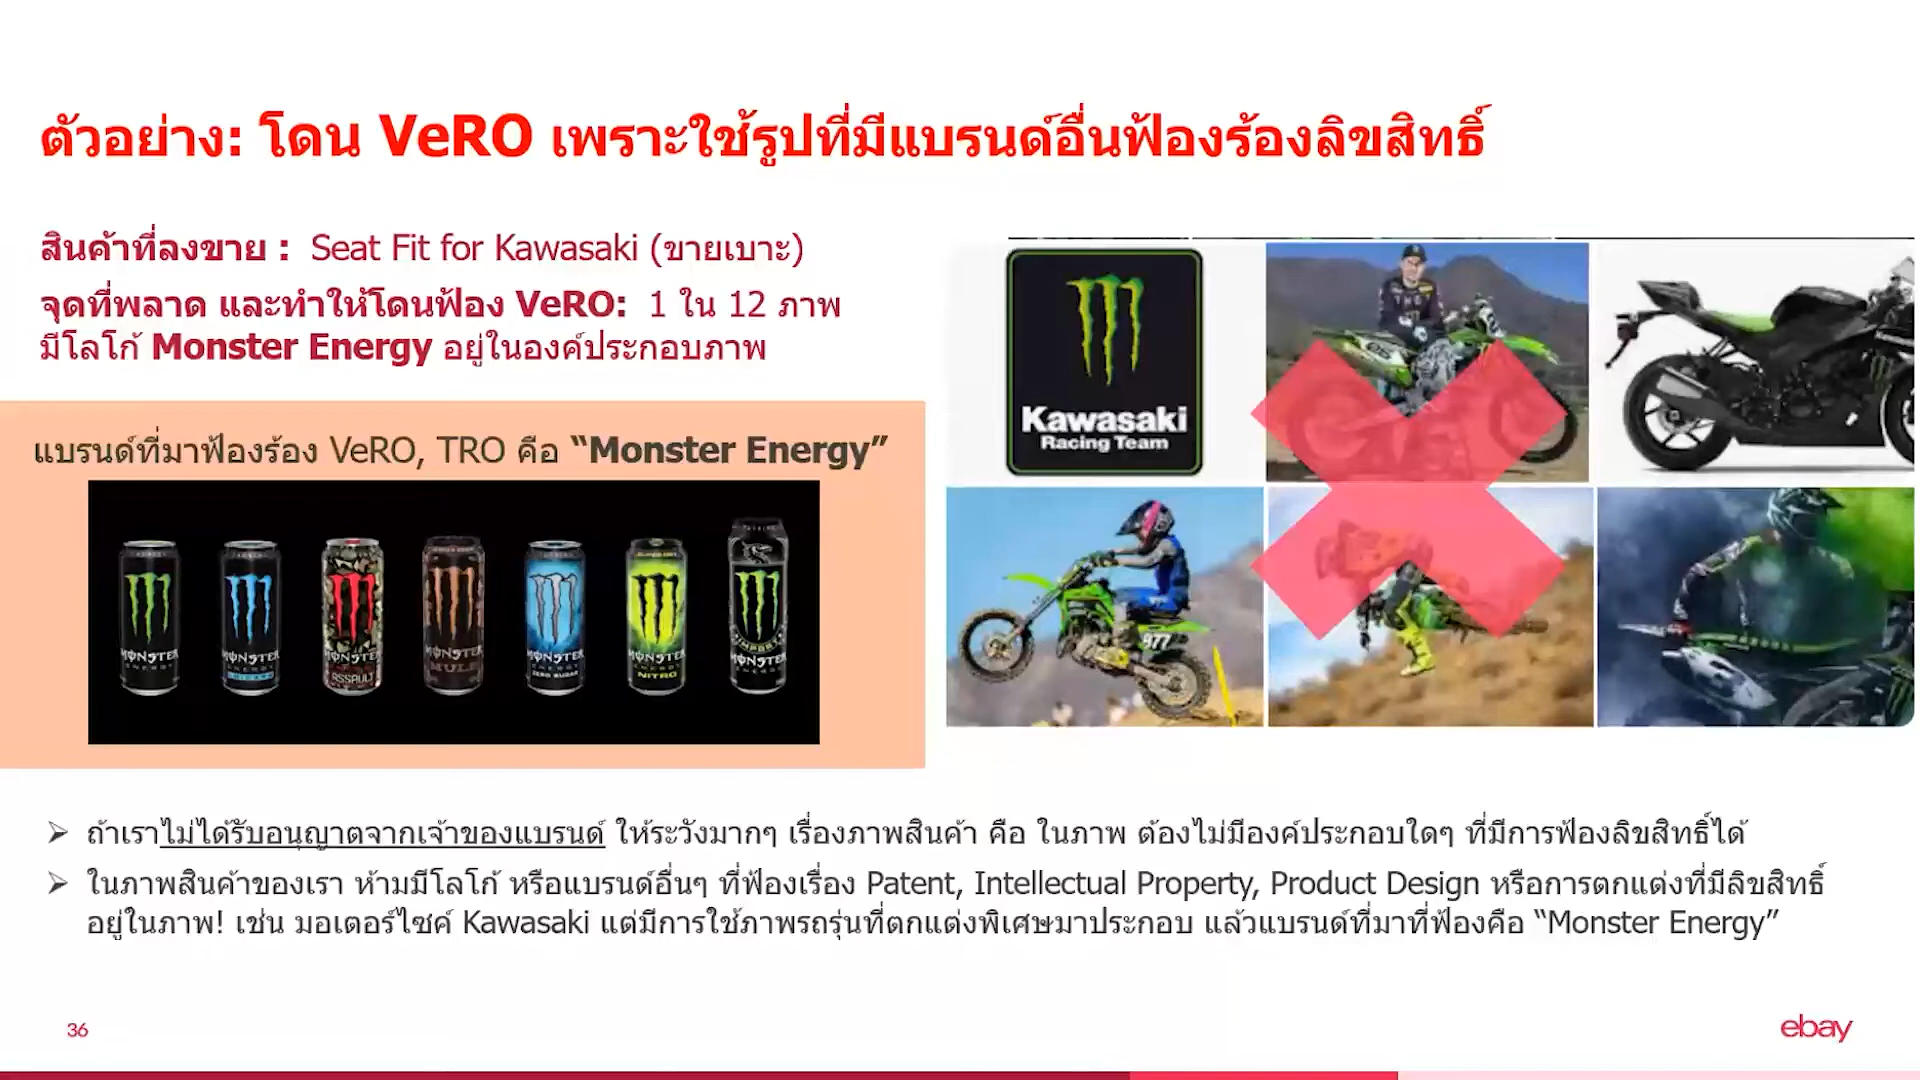 ตัวอย่าง: โดน VeRO เพราะใช้รูปที่มีแบรนด์อื่นฟ้องร้องลิขสิทธิ์
สินค้าที่ลงขาย : Seat Fit for Kawasaki (ขายเบาะ)
จุดที่พลาด และทำให้โดนฟ้อง VeRO: 1 ใน 12 ภาพ
มีโลโก้ Monster Energy อยู่ในองค์ประกอบภาพ
แบรนด์ที่มาฟ้องร้อง VeRO, TRO คือ “Monster Energy”
MONSTER MONSTER MONSTER MONSTER MONSTER MONSTER MONSTER
ASSAULT MULE ZERO SUGAR NITRO
Kawasaki
Racing Team
977
➢ ถ้าเราไม่ได้รับอนุญาตจากเจ้าของแบรนด์ ให้ระวังมากๆ เรื่องภาพสินค้า คือ ในภาพ ต้องไม่มีองค์ประกอบใดๆ ที่มีการฟ้องลิขสิทธิ์ได้
➢ ในภาพสินค้าของเรา ห้ามมีโลโก้ หรือแบรนด์อื่นๆ ที่ฟ้องเรื่อง Patent, Intellectual Property, Product Design หรือการตกแต่งที่มีลิขสิทธิ์
อยู่ในภาพ! เช่น มอเตอร์ไซค์ Kawasaki แต่มีการใช้ภาพรถรุ่นที่ตกแต่งพิเศษมาประกอบ แล้วแบรนด์ที่มาที่ฟ้องคือ “Monster Energy”
36
ebay